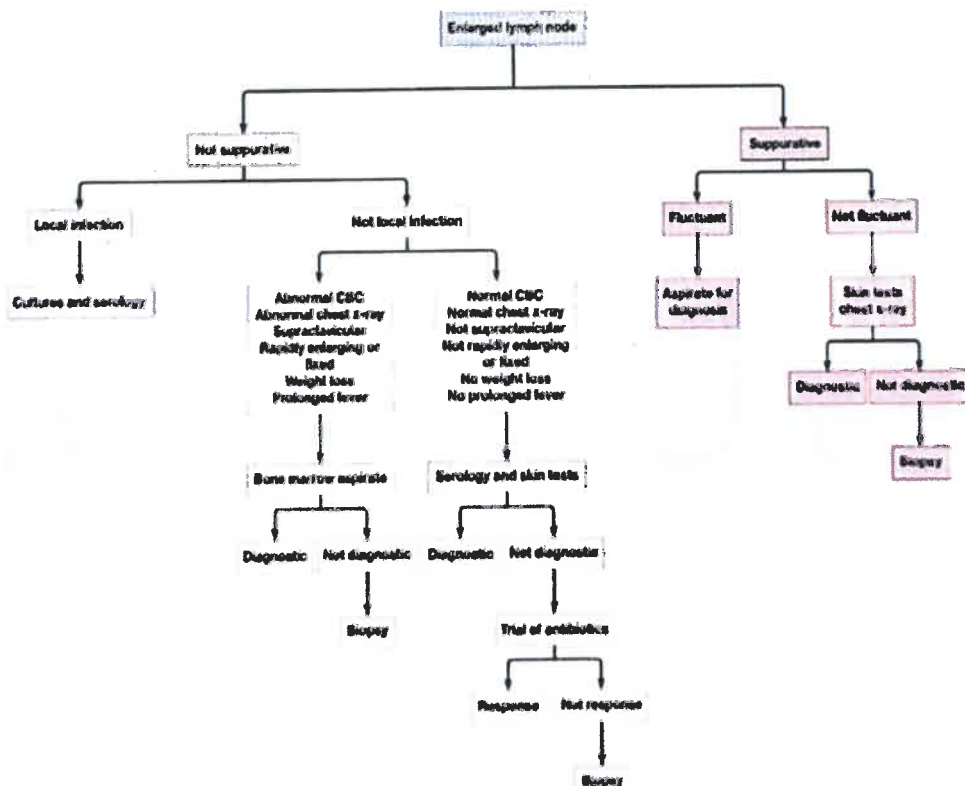 Enlarged lymph node
Not suppurative
Suppurative
Local infection
Not local infection
Fluctuant
Not fluctuant
Cultures and serology
Abnormal CBC
Abnormal chest x-ray
Supraclavicular
Rapidly enlarging or
fixed
Weight loss
Prolonged fever
Normal CBC
Normal chest x-ray
Not supraclavicular
Not rapidly enlarging
or fixed
No weight loss
No prolonged fever
Aspirate for
diagnosis
Skin tests
chest x-ray
Diagnostic
Not diagnostic
Biopsy
Bone marrow aspirate
Serology and skin tests
Diagnostic
Not diagnostic
Diagnostic
Not diagnostic
Biopsy
Trial of antibiotics
Response
Not response
Biopsy